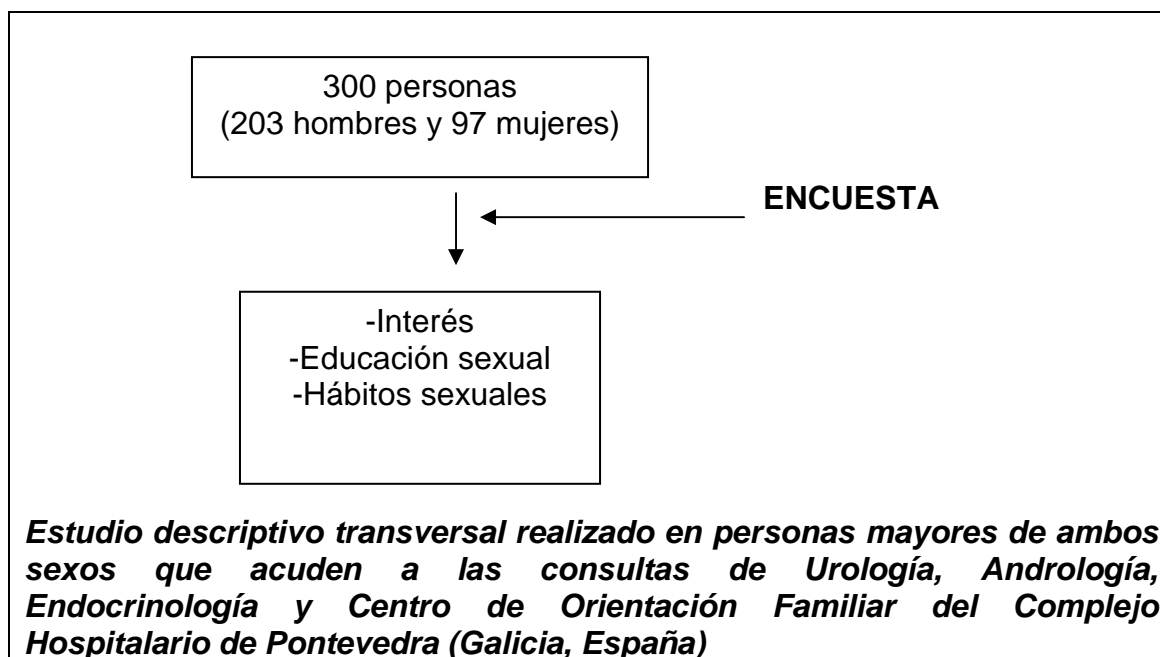 300 personas
(203 hombres y 97 mujeres)
ENCUESTA
-Interés
-Educación sexual
-Hábitos sexuales
Estudio descriptivo transversal realizado en personas mayores de ambos
sexos que acuden a las consultas de Urología, Andrología,
Endocrinología y Centro de Orientación Familiar del Complejo
Hospitalario de Pontevedra (Galicia, España)